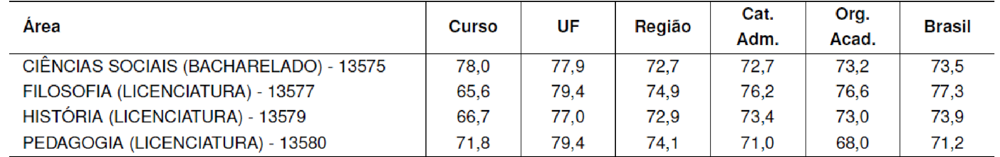 Área Curso UF Região Cat. Adm. Org. Acad. Brasil
CIÊNCIAS SOCIAIS (BACHARELADO) - 13575 78,0 77,9 72,7 72,7 73,2 73,5
FILOSOFIA (LICENCIATURA) - 13577 65,6 79,4 74,9 76,2 76,6 77,3
HISTÓRIA (LICENCIATURA) - 13579 66,7 77,0 72,9 73,4 73,0 73,9
PEDAGOGIA (LICENCIATURA) - 13580 71,8 79,4 74,1 71,0 68,0 71,2